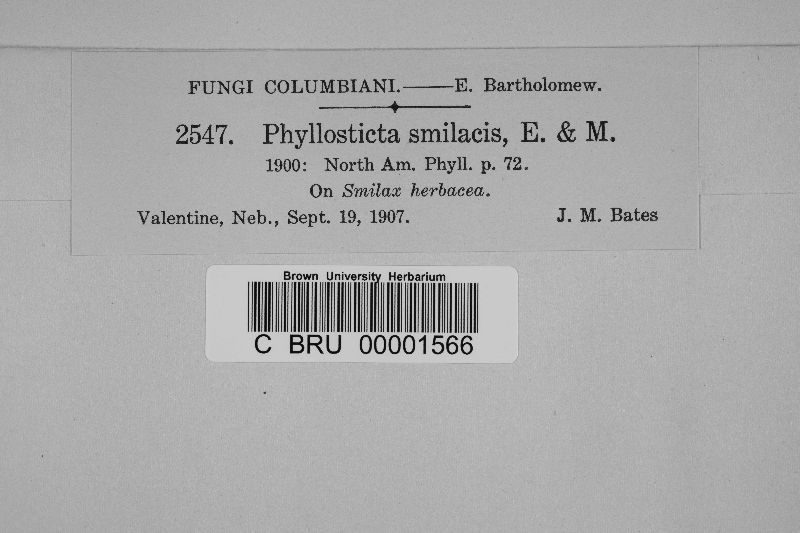 FUNGI COLUMBIANI.——E. Bartholomew.
2547. Phyllosticta smilacis, E. & M.
1900: North Am. Phyll. p. 72.
On Smilax herbacea.
Valentine, Neb., Sept. 19, 1907. J. M. Bates
Brown University Herbarium
C BRU 00001566